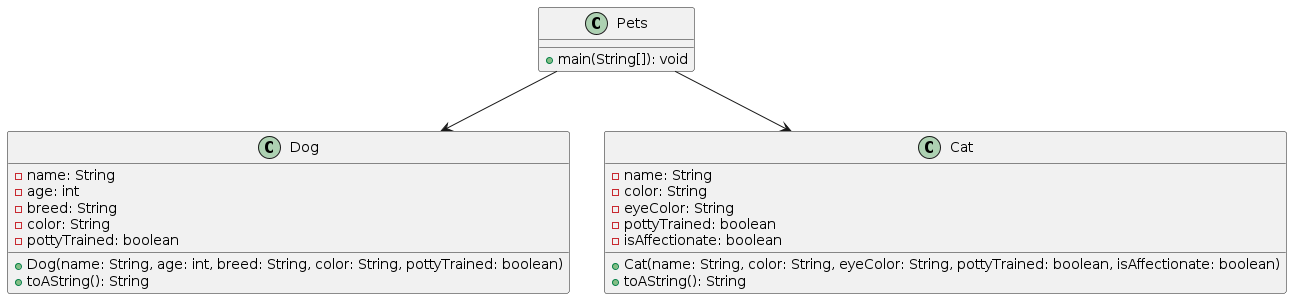 C Pets
main(String[]): void
C Dog
name: String
age: int
breed: String
color: String
pottyTrained: boolean
Dog(name: String, age: int, breed: String, color: String, pottyTrained: boolean)
toAString(): String
C Cat
name: String
color: String
eyeColor: String
pottyTrained: boolean
isAffectionate: boolean
Cat(name: String, color: String, eyeColor: String, pottyTrained: boolean, isAffectionate: boolean)
toAString(): String